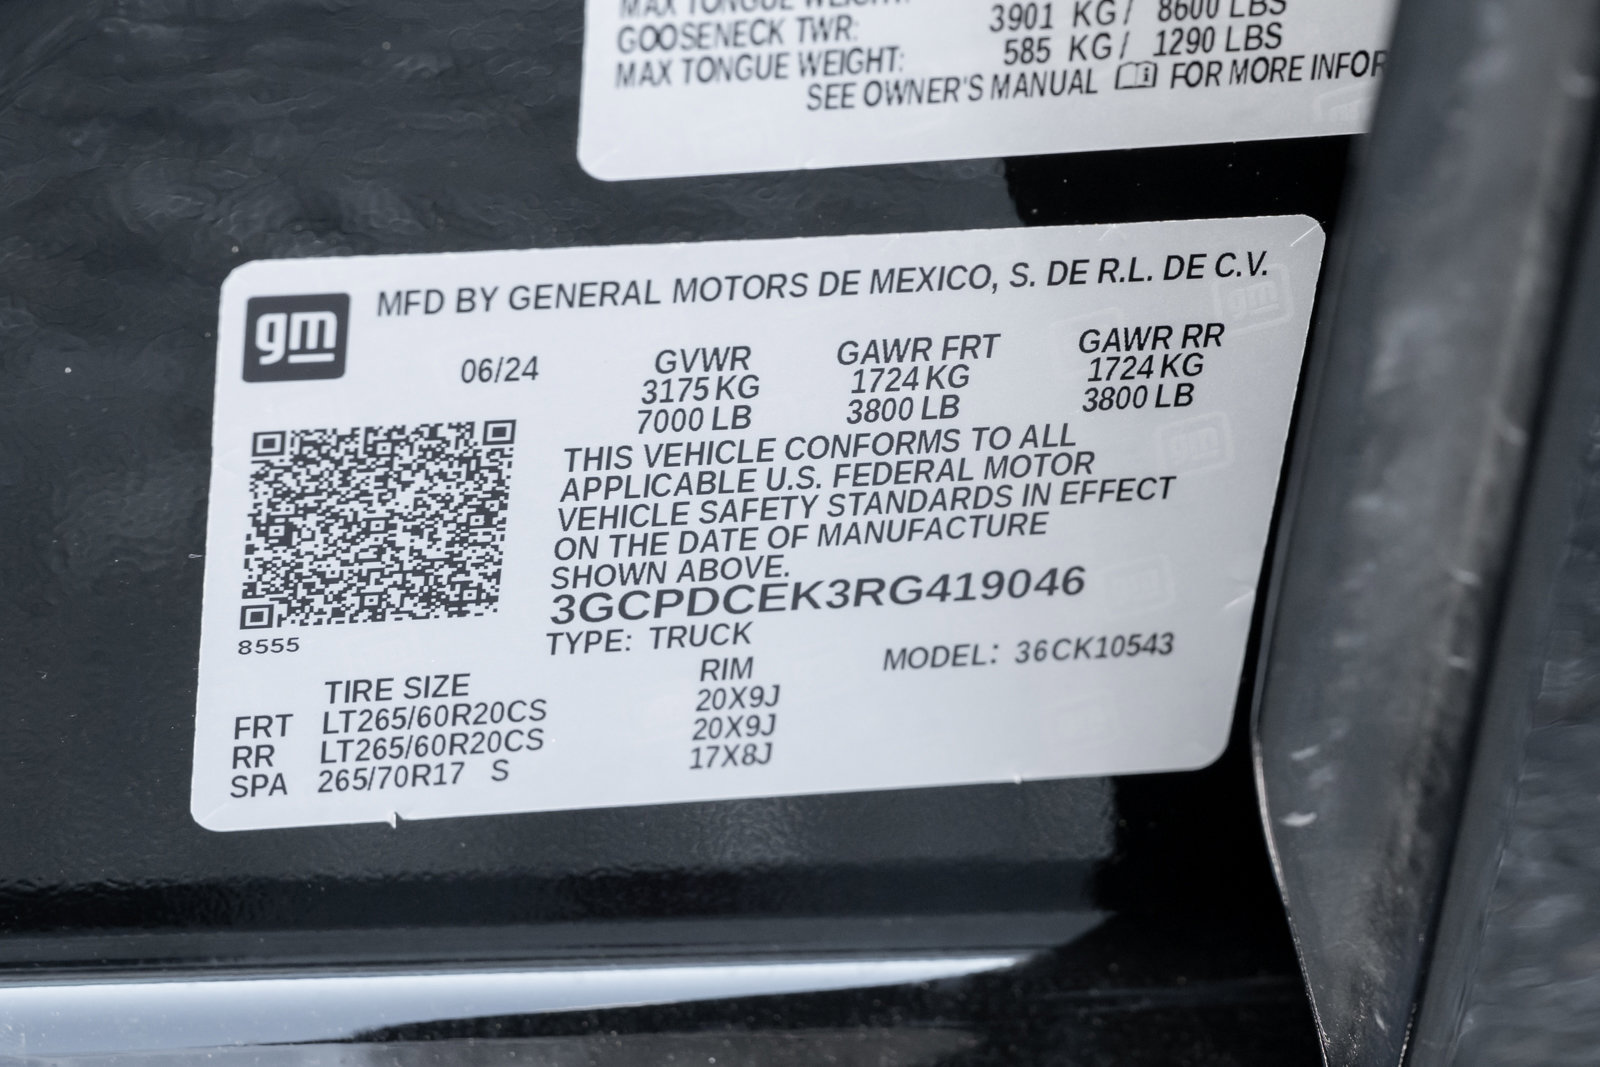 MAX TONGUE WEIGHT:
GOOSENECK TWR: 3901 KG / 8600 LBS
MAX TONGUE WEIGHT: 585 KG / 1290 LBS
SEE OWNER'S MANUAL FOR MORE INFOR
gm
MFD BY GENERAL MOTORS DE MEXICO, S. DE R.L. DE C.V.
06/24 GVWR GAWR FRT GAWR RR
3175 KG 1724 KG 1724 KG
7000 LB 3800 LB 3800 LB
THIS VEHICLE CONFORMS TO ALL
APPLICABLE U.S. FEDERAL MOTOR
VEHICLE SAFETY STANDARDS IN EFFECT
ON THE DATE OF MANUFACTURE
SHOWN ABOVE.
3GCPDCEK3RG419046
8555
TYPE: TRUCK MODEL: 36CK10543
TIRE SIZE RIM
FRT LT265/60R20CS 20X9J
RR LT265/60R20CS 20X9J
SPA 265/70R17 S 17X8J